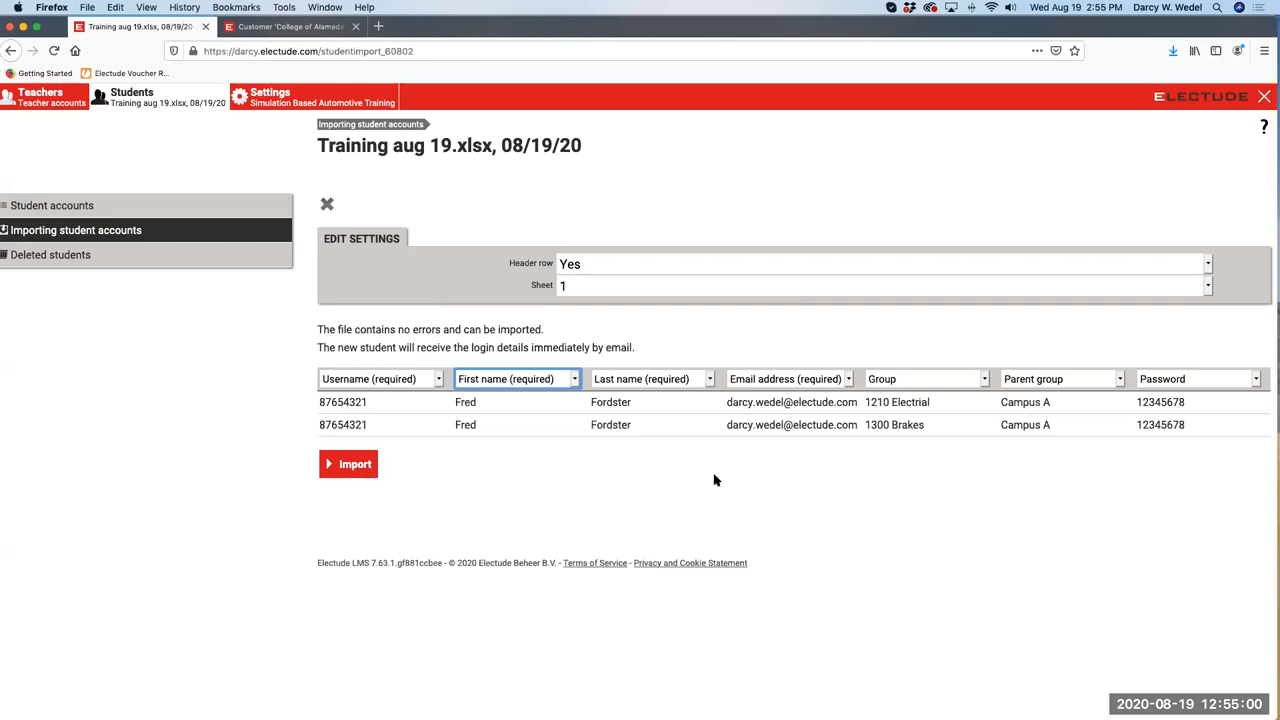 Firefox File Edit View History Bookmarks Tools Window Help Wed Aug 19 2:55 PM Darcy W. Wedel
Training aug 19.xlsx, 08/19/20 Customer 'College of Alameda
https://darcy.electude.com/studentimport_60802
Getting Started Electude Voucher R...
Teachers Students Settings
Teacher accounts Training aug 19.xlsx, 08/19/20 Simulation Based Automotive Training ELECTUDE
Importing student accounts
?
Training aug 19.xlsx, 08/19/20
Student accounts
Importing student accounts
Deleted students
EDIT SETTINGS
Header row Yes
Sheet 1
The file contains no errors and can be imported.
The new student will receive the login details immediately by email.
Username (required) First name (required) Last name (required) Email address (required) Group Parent group Password
87654321 Fred Fordster darcy.wedel@electude.com 1210 Electrial Campus A 12345678
87654321 Fred Fordster darcy.wedel@electude.com 1300 Brakes Campus A 12345678
Import
Electude LMS 7.63.1.gf881ccbee - © 2020 Electude Beheer B.V. - Terms of Service - Privacy and Cookie Statement
2020-08-19 12:55:00